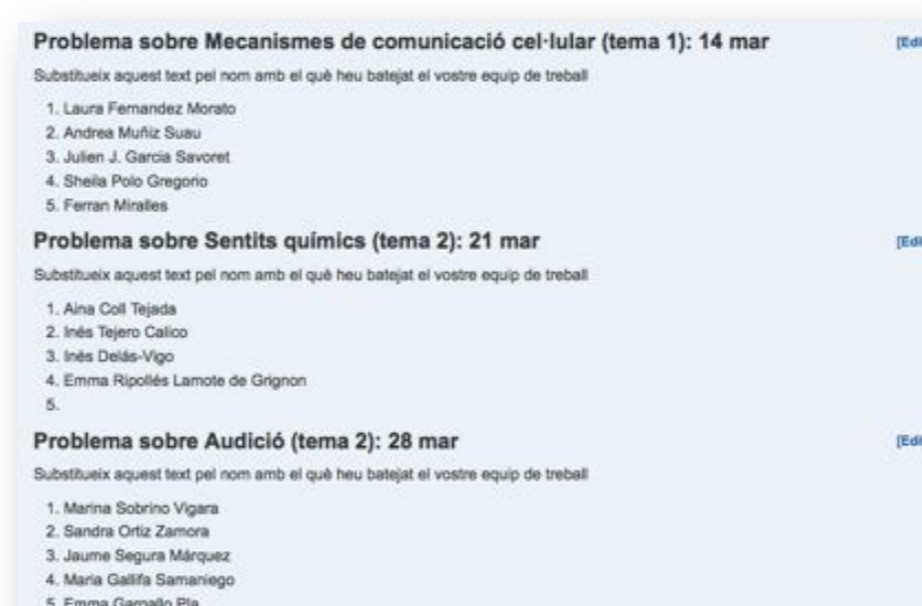 Problema sobre Mecanismes de comunicació cel·lular (tema 1): 14 mar
Substitueix aquest text pel nom amb el què heu batejat el vostre equip de treball
1. Laura Fernandez Morato
2. Andrea Muñiz Suau
3. Julien J. Garcia Savoret
4. Sheila Polo Gregorio
5. Ferran Miralles
Problema sobre Sentits químics (tema 2): 21 mar
Substitueix aquest text pel nom amb el què heu batejat el vostre equip de treball
1. Aina Coll Tejada
2. Inés Tejero Calico
3. Inés Delás-Vigo
4. Emma Ripollés Lamote de Grignon
5.
Problema sobre Audició (tema 2): 28 mar
Substitueix aquest text pel nom amb el què heu batejat el vostre equip de treball
1. Marina Sobrino Vigara
2. Sandra Ortiz Zamora
3. Jaume Segura Márquez
4. Maria Gallifa Samaniego
5. Emma Garpallo Pla